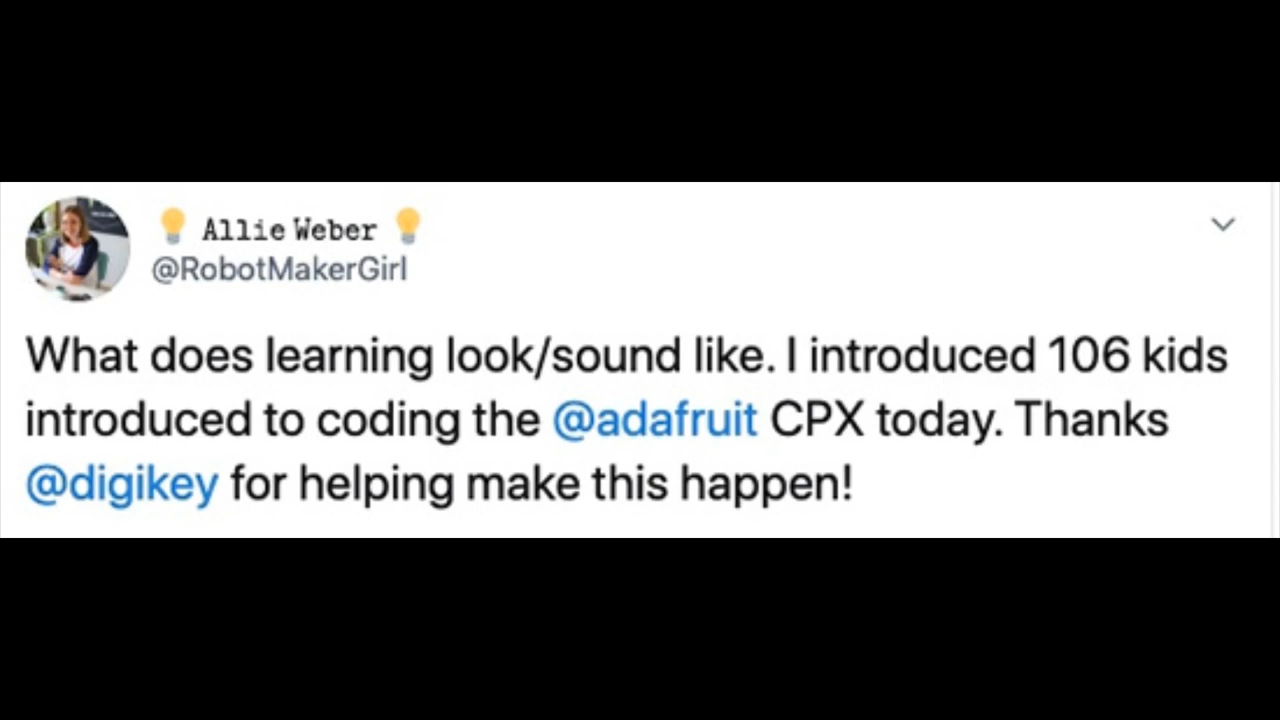 💡 Allie Weber 💡
@RobotMakerGirl
What does learning look/sound like. I introduced 106 kids
introduced to coding the @adafruit CPX today. Thanks
@digikey for helping make this happen!